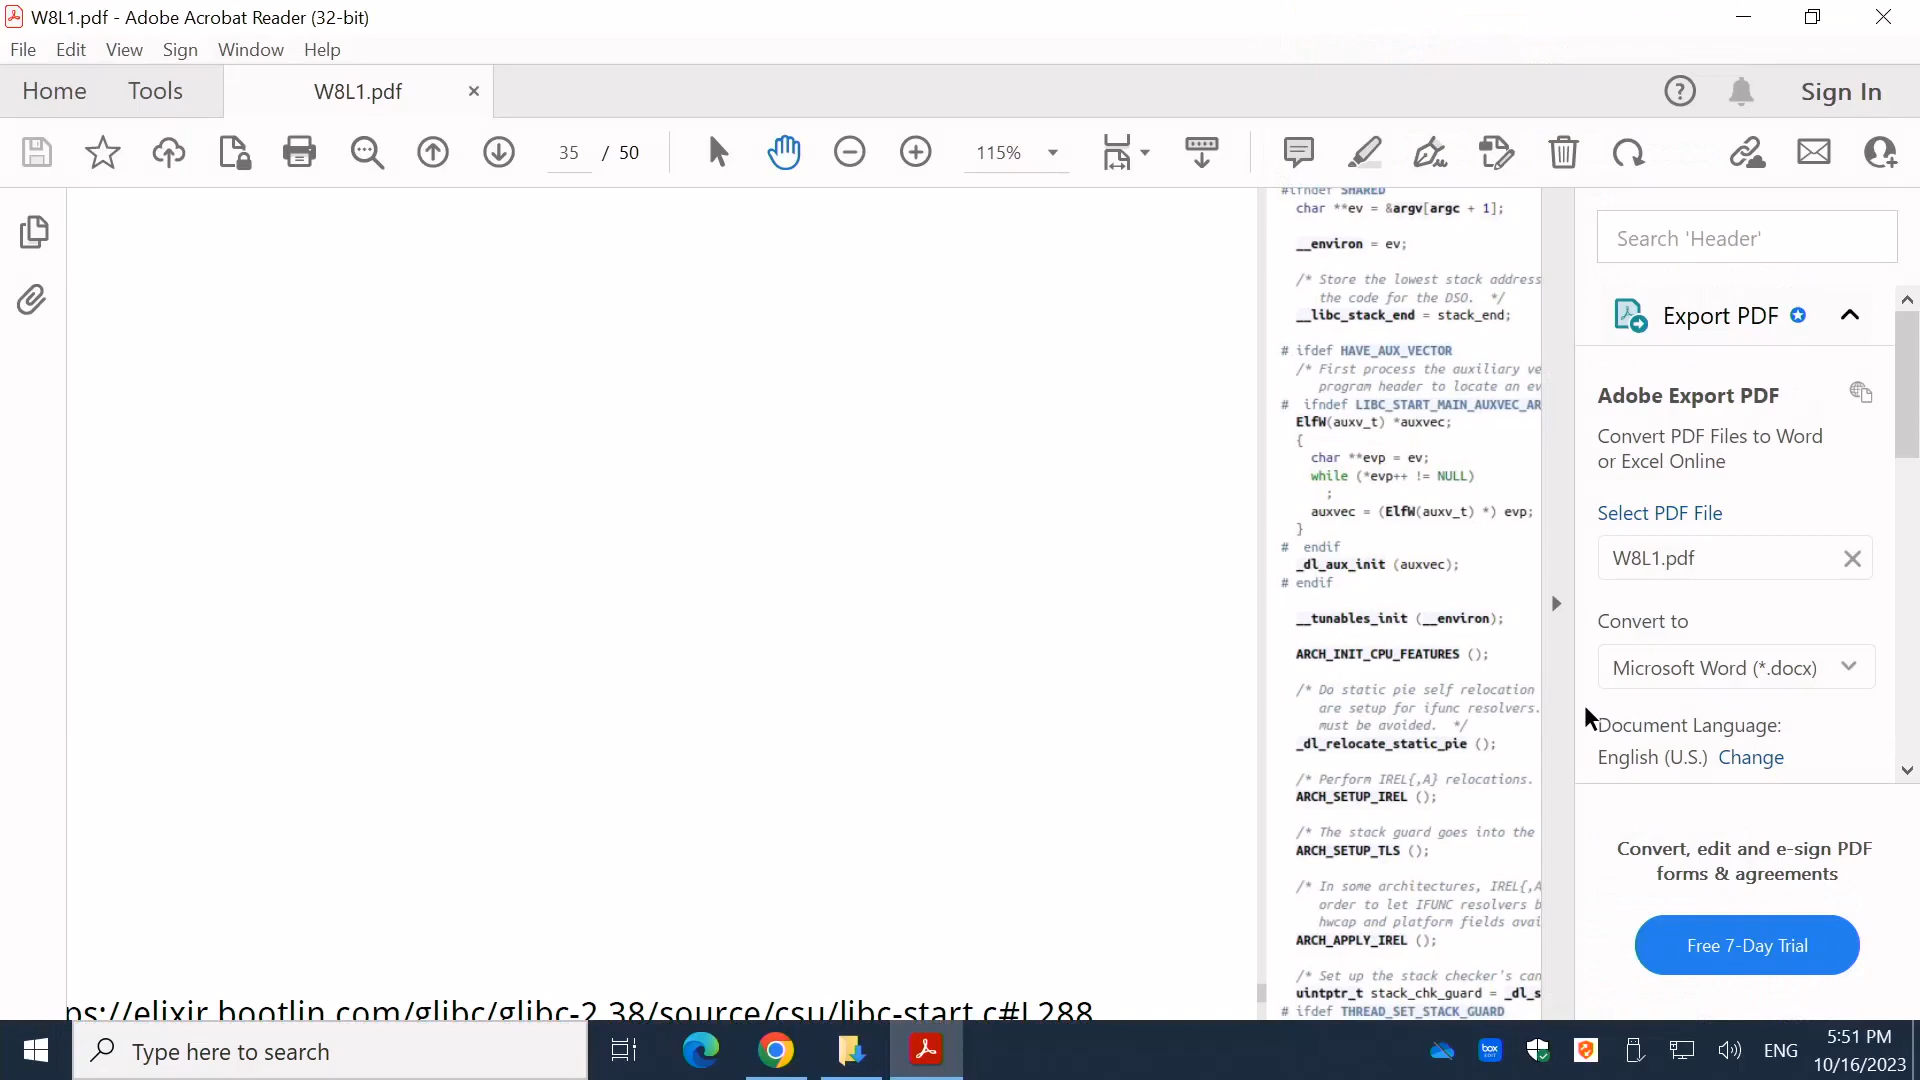 W8L1.pdf - Adobe Acrobat Reader (32-bit)
File Edit View Sign Window Help
Home Tools W8L1.pdf Sign In
35 / 50 115%
#ifndef SHARED
char **ev = &argv[argc + 1];
__environ = ev;
/* Store the lowest stack address
the code for the DSO. */
__libc_stack_end = stack_end;
# ifdef HAVE_AUX_VECTOR
/* First process the auxiliary ve
program header to locate an ev
# ifndef LIBC_START_MAIN_AUXVEC_AR
ElfW(auxv_t) *auxvec;
{
char **evp = ev;
while (*evp++ != NULL)
;
auxvec = (ElfW(auxv_t) *) evp;
}
# endif
_dl_aux_init (auxvec);
# endif
__tunables_init (__environ);
ARCH_INIT_CPU_FEATURES ();
/* Do static pie self relocation
are setup for ifunc resolvers.
must be avoided. */
_dl_relocate_static_pie ();
/* Perform IREL{,A} relocations.
ARCH_SETUP_IREL ();
/* The stack guard goes into the
ARCH_SETUP_TLS ();
/* In some architectures, IREL{,A
order to let IFUNC resolvers b
hwcap and platform fields avai
ARCH_APPLY_IREL ();
/* Set up the stack checker's can
uintptr_t stack_chk_guard = _dl_s
# ifdef THREAD_SET_STACK_GUARD
ps://elixir.bootlin.com/glibc/glibc-2.38/source/csu/libc-start.c#L288
Search 'Header'
Export PDF
Adobe Export PDF
Convert PDF Files to Word
or Excel Online
Select PDF File
W8L1.pdf
Convert to
Microsoft Word (*.docx)
Document Language:
English (U.S.) Change
Convert, edit and e-sign PDF
forms & agreements
Free 7-Day Trial
Type here to search
box
EDIT
ENG
5:51 PM
10/16/2023